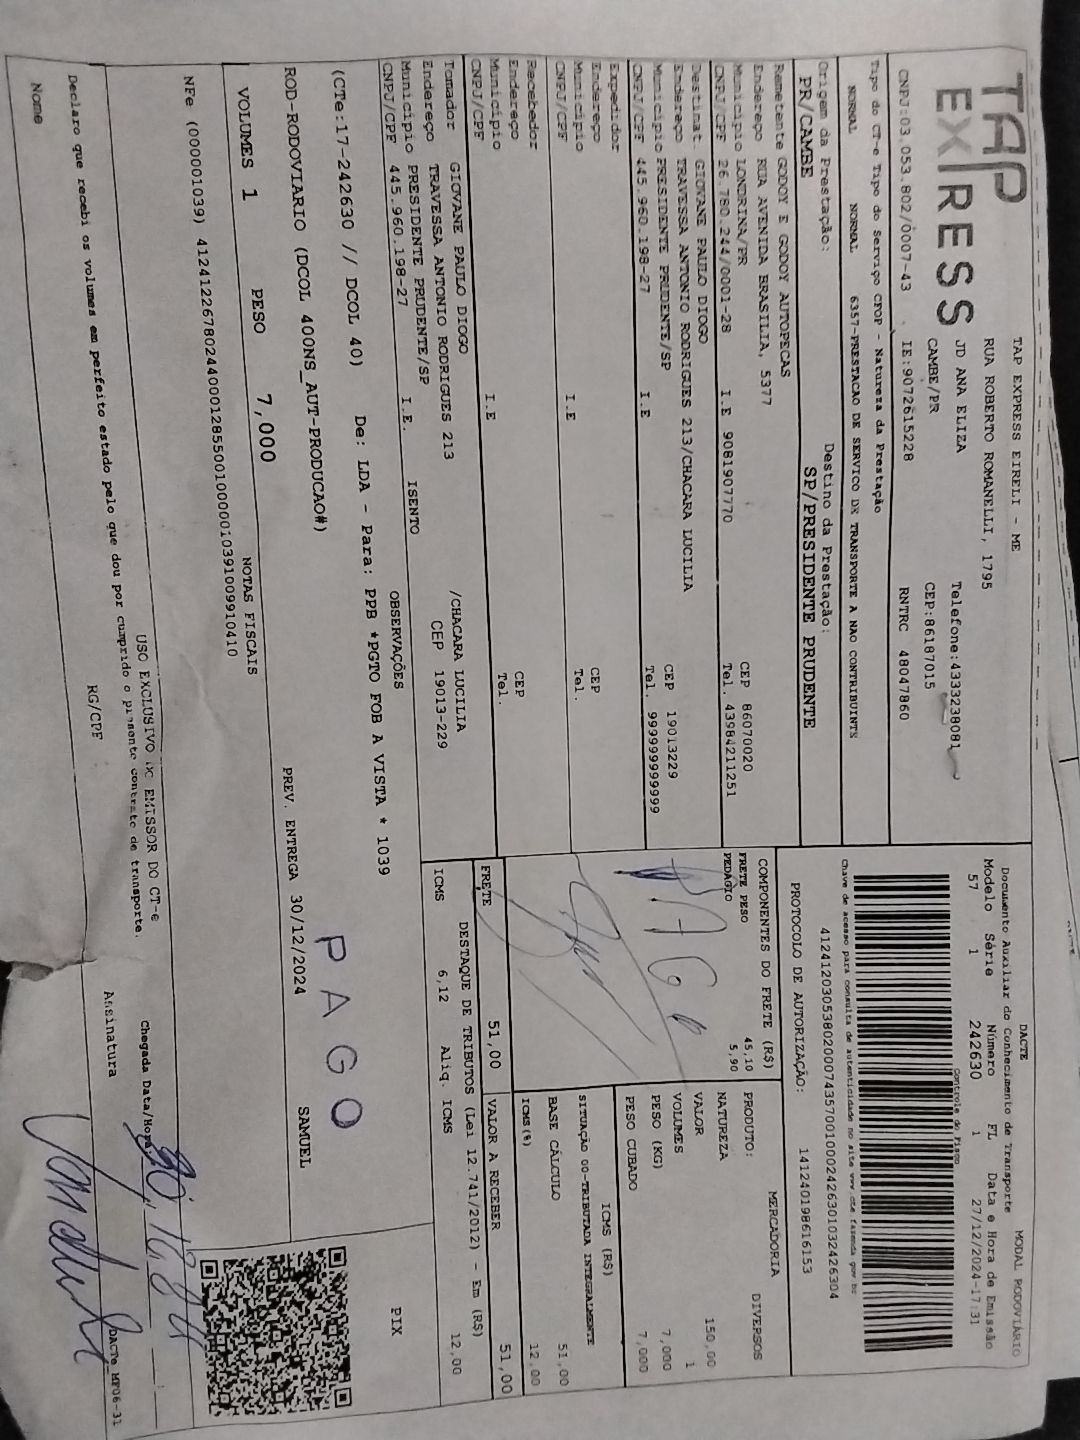 TAP
EXPRESS
TAP EXPRESS EIRELI - ME
RUA ROBERTO ROMANELLI, 1795
JD ANA ELIZA Telefone:4333238081
CAMBE/PR CEP:86187015
CNPJ:03.053.802/0007-43 IE:9072615228 RNTRC 48047860
Tipo do CT-e Tipo do Serviço CFOP - Natureza da Prestação
NORMAL NORMAL 6357-PRESTACAO DE SERVICO DE TRANSPORTE A NAO CONTRIBUINTE
Origem da Prestação: Destino da Prestação:
PR/CAMBE SP/PRESIDENTE PRUDENTE
Remetente GODOY E GODOY AUTOPECAS
Endereço RUA AVENIDA BRASILIA, 5377 CEP 86070020
Município LONDRINA/PR Tel. 43984211251
CNPJ/CPF 26.780.244/0001-28 I.E 9081907770
Destinat. GIOVANE PAULO DIOGO
Endereço TRAVESSA ANTONIO RODRIGUES 213/CHACARA LUCILIA
Município PRESIDENTE PRUDENTE/SP CEP 19013229
CNPJ/CPF 445.960.198-27 I.E Tel. 99999999999
Expedidor
Endereço CEP
Município Tel.
CNPJ/CPF I.E
Recebedor
Endereço CEP
Município Tel.
CNPJ/CPF I.E
Tomador GIOVANE PAULO DIOGO
Endereço TRAVESSA ANTONIO RODRIGUES 213 /CHACARA LUCILIA
Município PRESIDENTE PRUDENTE/SP CEP 19013-229
CNPJ/CPF 445.960.198-27 I.E. ISENTO
DACTE MODAL RODOVIÁRIO
Documento Auxiliar do Conhecimento de Transporte
Modelo Série Número FL Data e Hora de Emissão
57 1 242630 1 27/12/2024-17:31
Controle do Fisco
Chave de acesso para consulta de autenticidade no site www.cte.fazenda.gov.br
PROTOCOLO DE AUTORIZAÇÃO: 141240198616153
COMPONENTES DO FRETE (R$)
FRETE PESO 45,10
PEDAGIO 5,90
PAGO
FRETE 51,00
MERCADORIA
PRODUTO: DIVERSOS
NATUREZA
VALOR 150,00
VOLUMES 1
PESO (KG) 7,000
PESO CUBADO 7,000
ICMS (R$)
SITUAÇÃO 00-TRIBUTADA INTEGRALMENTE
BASE CÁLCULO 51,00
ICMS (%) 12,00
VALOR A RECEBER 51,00
DESTAQUE DE TRIBUTOS (Lei 12.741/2012) - Em (R$)
ICMS 6,12 Aliq. ICMS 12,00
OBSERVAÇÕES
(CTe:17-242630 // DCOL 40) De: LDA - Para: PPB *PGTO FOB A VISTA * 1039
ROD-RODOVIARIO (DCOL 400NS_AUT-PRODUCAO#)
PAGO
PIX
PREV. ENTREGA 30/12/2024 SAMUEL
VOLUMES 1 PESO 7,000 NOTAS FISCAIS
NFe (000001039)
USO EXCLUSIVO DO EMISSOR DO CT-e
Declaro que recebi os volumes em perfeito estado pelo que dou por cumprido o presente contrato de transporte.
Chegada Data/Hora
Nome RG/CPF Assinatura
DACTe MF06-31